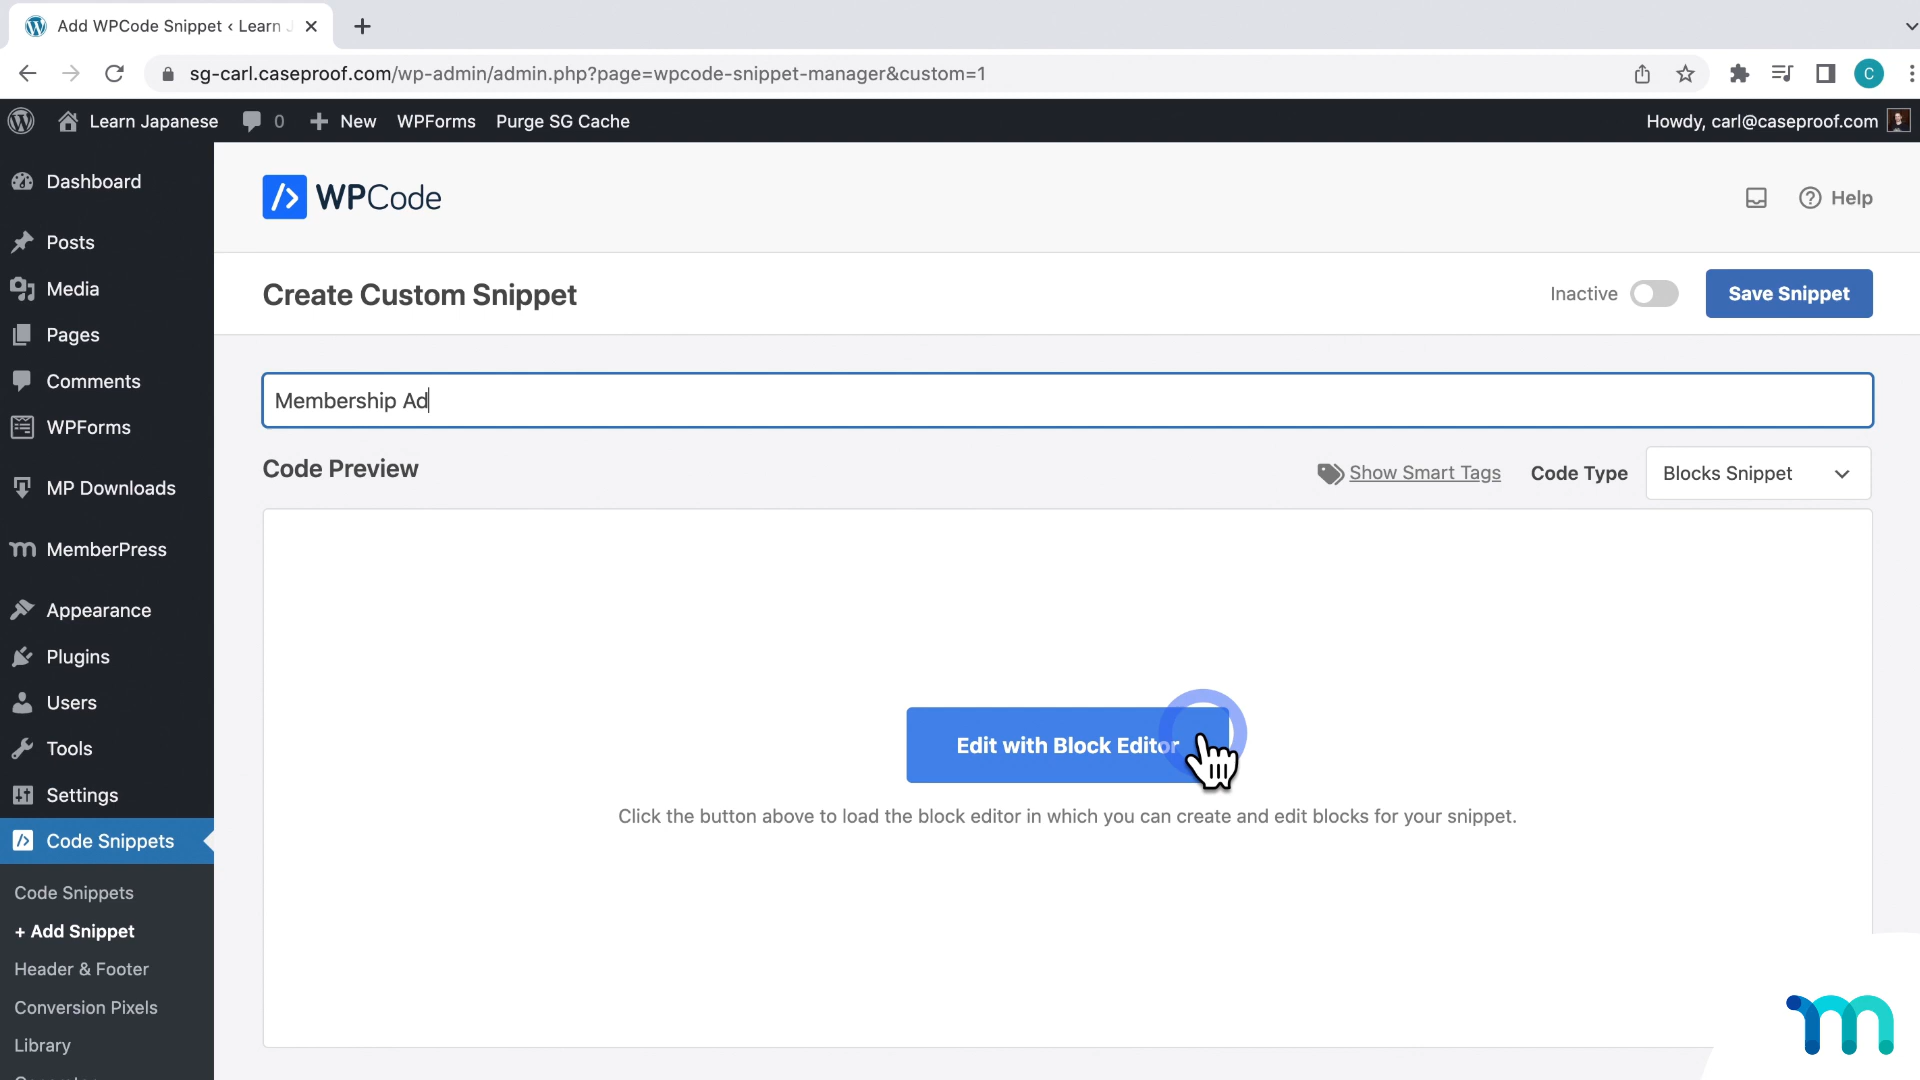 Add WPCode Snippet ‹ Learn J
sg-carl.caseproof.com/wp-admin/admin.php?page=wpcode-snippet-manager&custom=1
C
Learn Japanese 0 New WPForms Purge SG Cache Howdy, carl@caseproof.com
Dashboard
Posts
Media
Pages
Comments
WPForms
MP Downloads
MemberPress
Appearance
Plugins
Users
Tools
Settings
Code Snippets
Code Snippets
+ Add Snippet
Header & Footer
Conversion Pixels
Library
WPCode
Help
Create Custom Snippet
Inactive
Save Snippet
Membership Ad
Code Preview
Show Smart Tags Code Type Blocks Snippet
Edit with Block Editor
Click the button above to load the block editor in which you can create and edit blocks for your snippet.
m